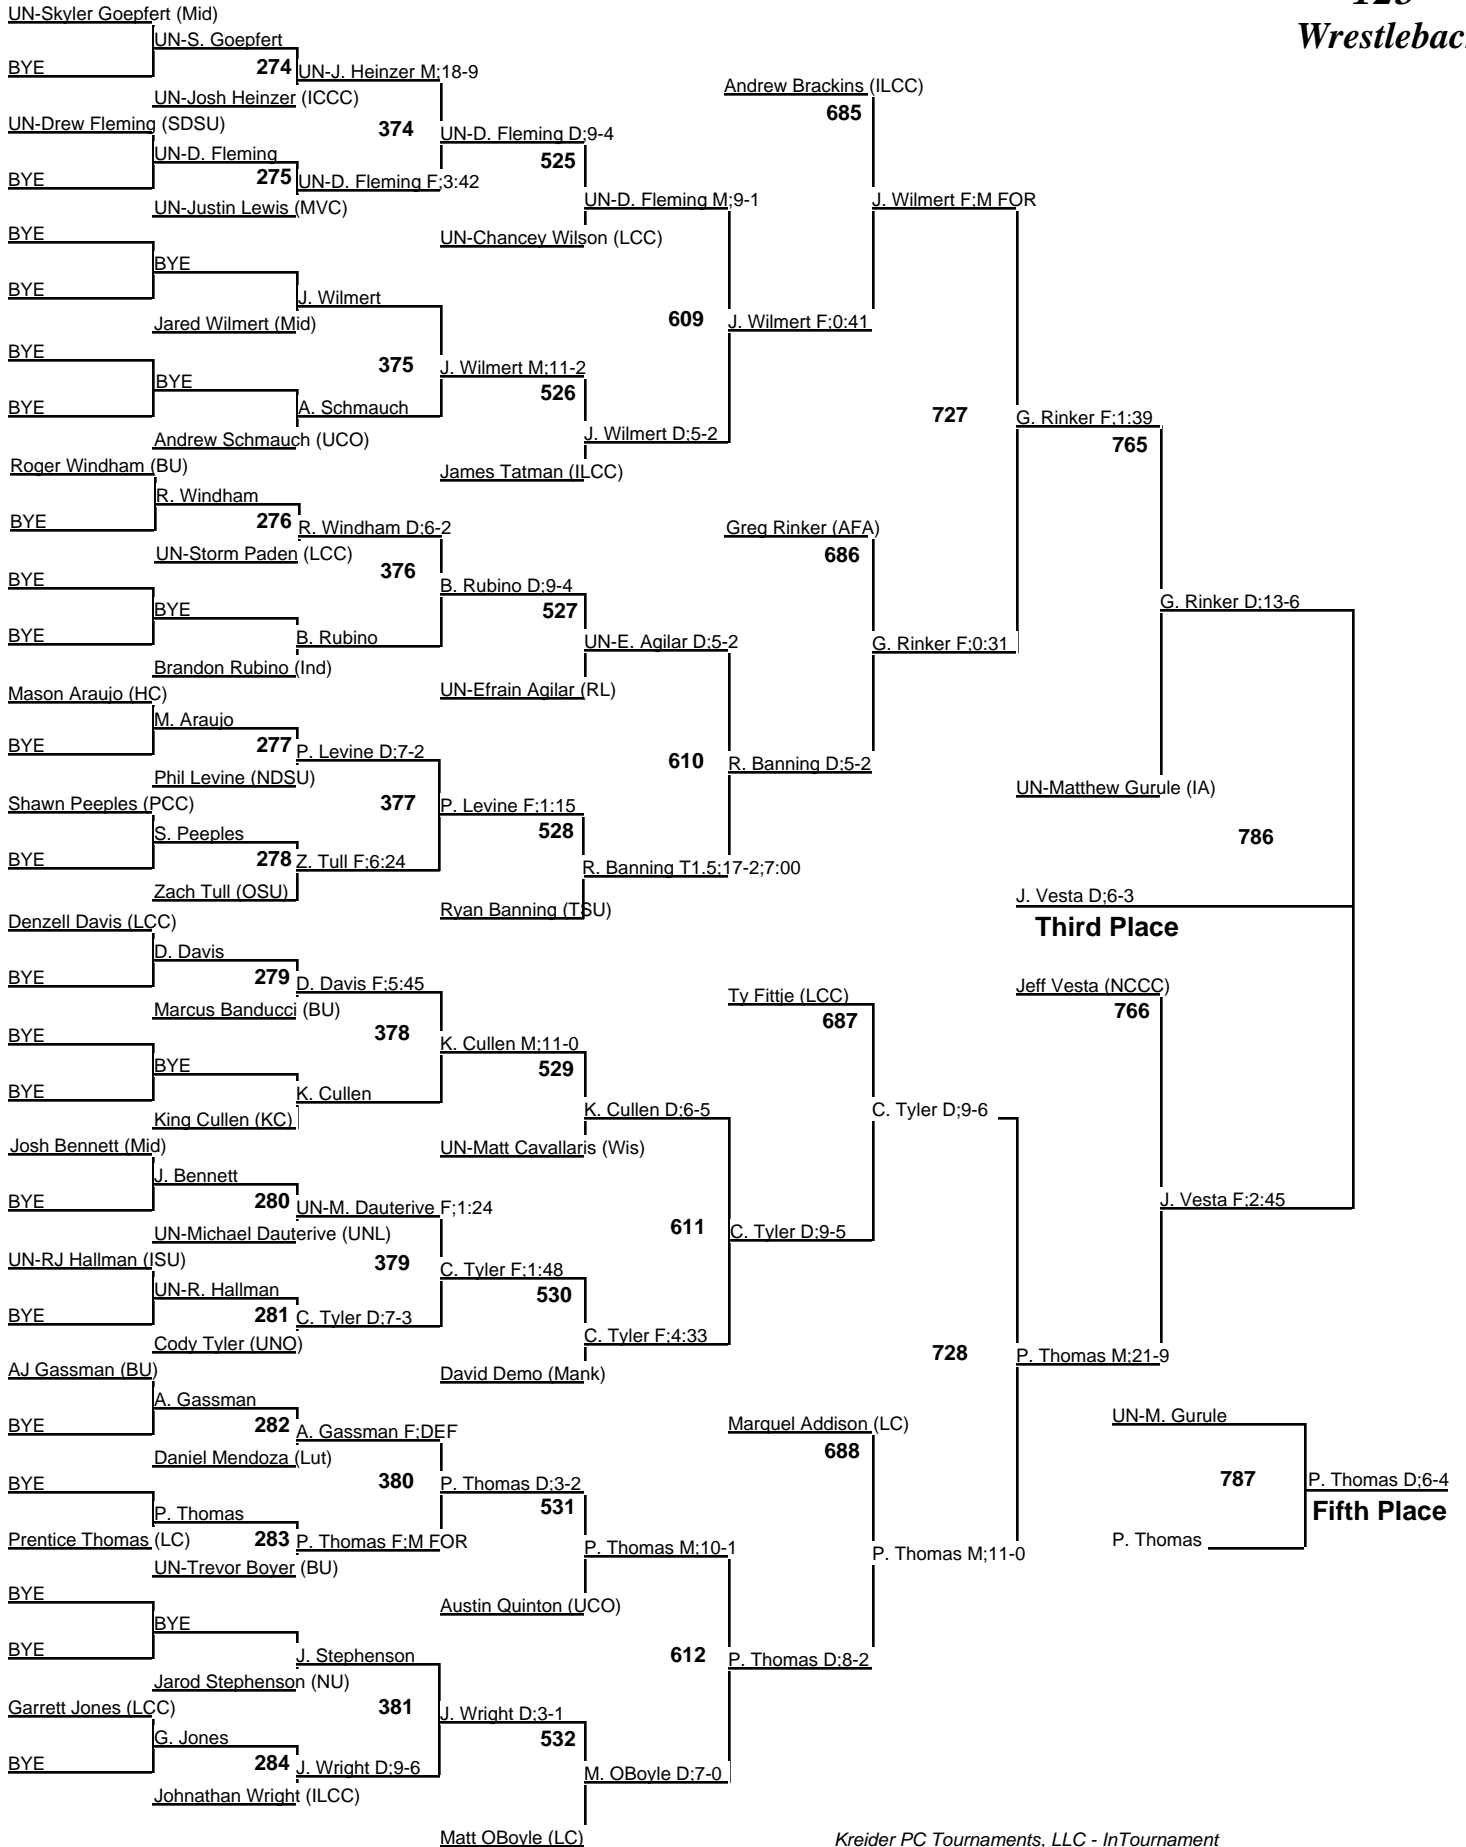 125
Wrestleback
UN-Skyler Goepfert (Mid)
UN-S. Goepfert
BYE
274
UN-J. Heinzer M;18-9
UN-Josh Heinzer (ICCC)
UN-Drew Fleming (SDSU)
374
UN-D. Fleming D;9-4
UN-D. Fleming
525
BYE
275
UN-D. Fleming F;3:42
UN-Justin Lewis (MVC)
UN-D. Fleming M;9-1
UN-Chancey Wilson (LCC)
Andrew Brackins (ILCC)
685
J. Wilmert F;M FOR
BYE
BYE
BYE
J. Wilmert
Jared Wilmert (Mid)
609
J. Wilmert F;0:41
BYE
375
J. Wilmert M;11-2
BYE
526
BYE
A. Schmauch
Andrew Schmauch (UCO)
J. Wilmert D;5-2
James Tatman (ILCC)
727
G. Rinker F;1:39
765
Roger Windham (BU)
R. Windham
BYE
276
R. Windham D;6-2
UN-Storm Paden (LCC)
376
BYE
B. Rubino D;9-4
BYE
527
BYE
B. Rubino
Brandon Rubino (Ind)
UN-E. Agilar D;5-2
UN-Efrain Agilar (RL)
Greg Rinker (AFA)
686
G. Rinker F;0:31
G. Rinker D;13-6
Mason Araujo (HC)
M. Araujo
BYE
277
P. Levine D;7-2
Phil Levine (NDSU)
610
R. Banning D;5-2
Shawn Peeples (PCC)
377
P. Levine F;1:15
S. Peeples
528
BYE
278
Z. Tull F;6:24
Zach Tull (OSU)
R. Banning T1.5;17-2;7:00
Ryan Banning (TSU)
UN-Matthew Gurule (IA)
786
J. Vesta D;6-3
Third Place
Denzell Davis (LCC)
D. Davis
BYE
279
D. Davis F;5:45
Marcus Banducci (BU)
378
BYE
K. Cullen M;11-0
BYE
529
BYE
K. Cullen
King Cullen (KC)
K. Cullen D;6-5
UN-Matt Cavallaris (Wis)
Ty Fittje (LCC)
687
C. Tyler D;9-6
Jeff Vesta (NCCC)
766
J. Vesta F;2:45
Josh Bennett (Mid)
J. Bennett
BYE
280
UN-M. Dauterive F;1:24
UN-Michael Dauterive (UNL)
611
C. Tyler D;9-5
UN-RJ Hallman (ISU)
379
C. Tyler F;1:48
UN-R. Hallman
530
BYE
281
C. Tyler D;7-3
Cody Tyler (UNO)
C. Tyler F;4:33
David Demo (Mank)
728
P. Thomas M;21-9
AJ Gassman (BU)
A. Gassman
BYE
282
A. Gassman F;DEF
Daniel Mendoza (Lut)
BYE
380
P. Thomas D;3-2
P. Thomas
531
Prentice Thomas (LC)
283
P. Thomas F;M FOR
UN-Trevor Boyer (BU)
P. Thomas M;10-1
Austin Quinton (UCO)
Marquel Addison (LC)
688
P. Thomas M;11-0
UN-M. Gurule
787
P. Thomas D;6-4
Fifth Place
P. Thomas
BYE
BYE
BYE
J. Stephenson
Jarod Stephenson (NU)
612
P. Thomas D;8-2
Garrett Jones (LCC)
381
J. Wright D;3-1
G. Jones
532
BYE
284
J. Wright D;9-6
Johnathan Wright (ILCC)
M. OBoyle D;7-0
Matt OBoyle (LC)
Kreider PC Tournaments, LLC - InTournament